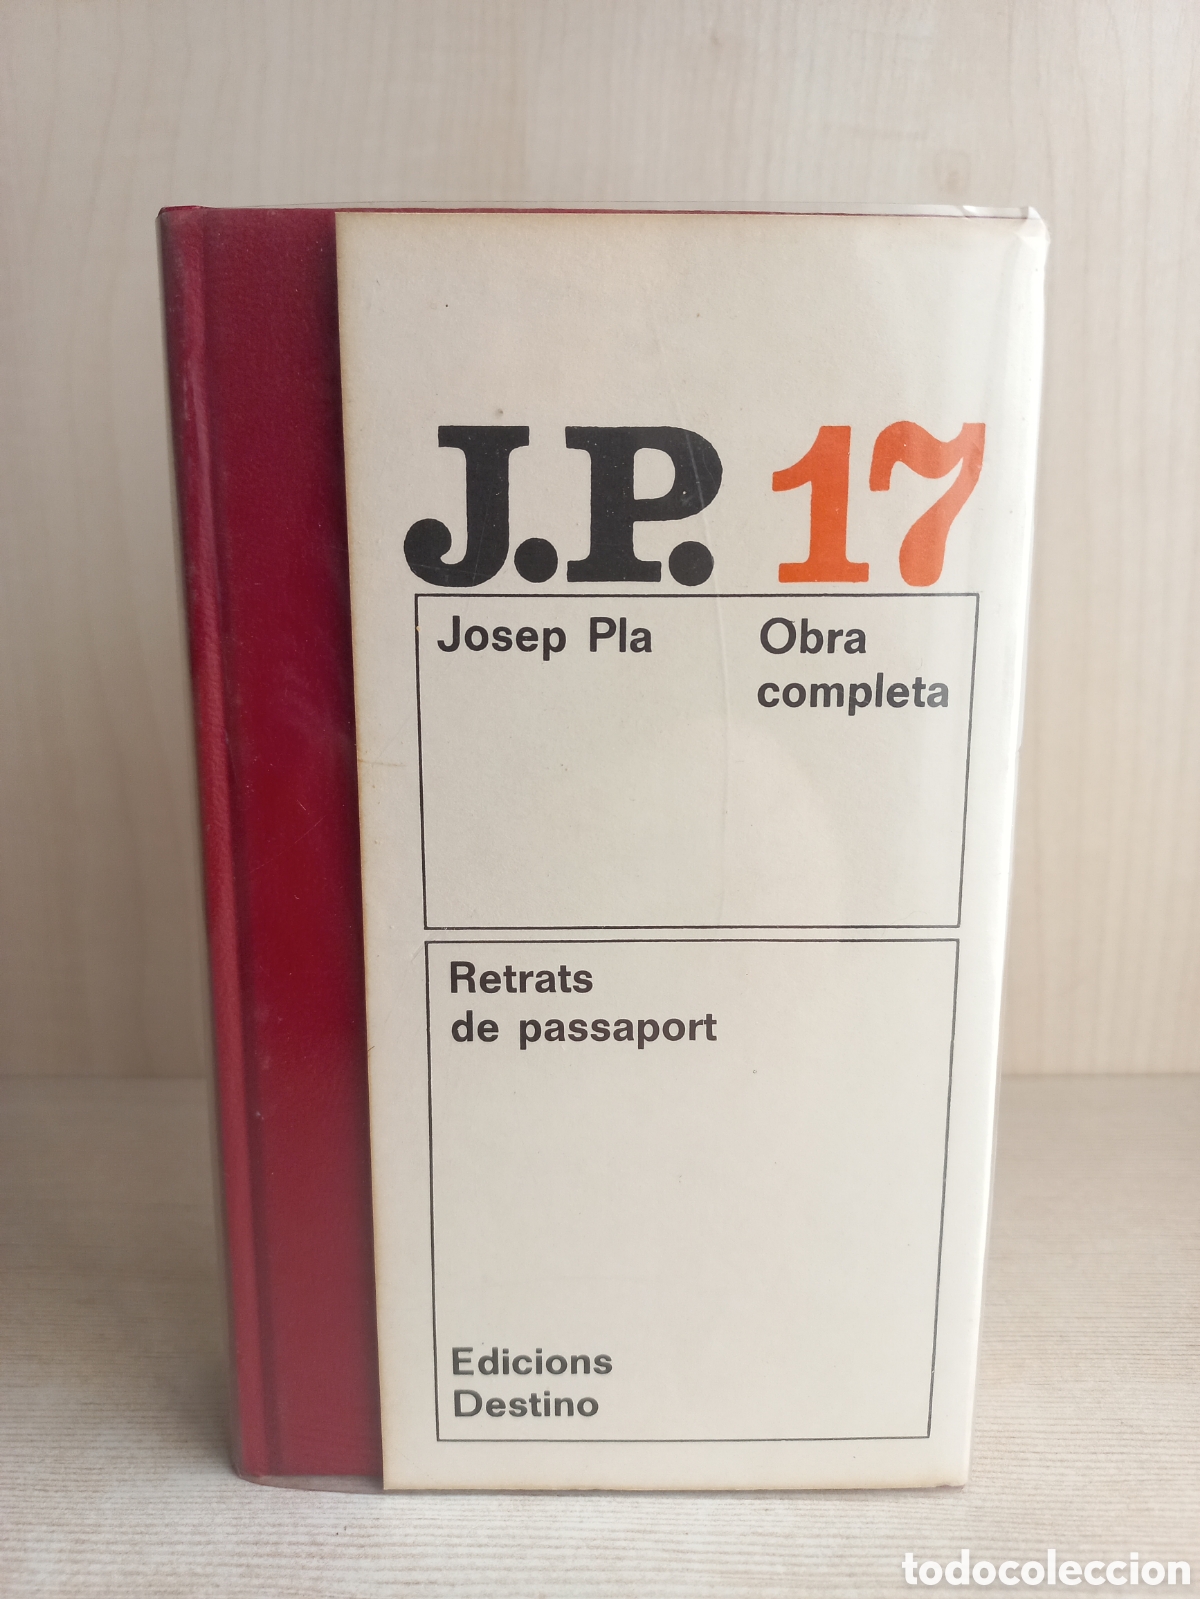 J.P. 17
Josep Pla Obra
completa
Retrats
de passaport
Edicions
Destino
todocoleccion